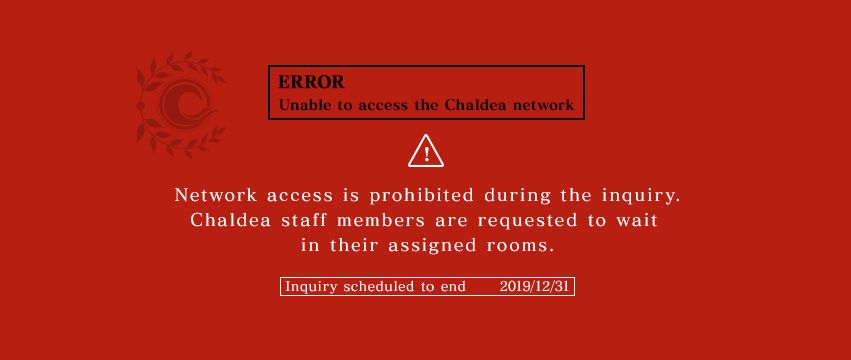 ERROR
Unable to access the Chaldea network
Network access is prohibited during the inquiry.
Chaldea staff members are requested to wait
in their assigned rooms.
Inquiry scheduled to end 2019/12/31